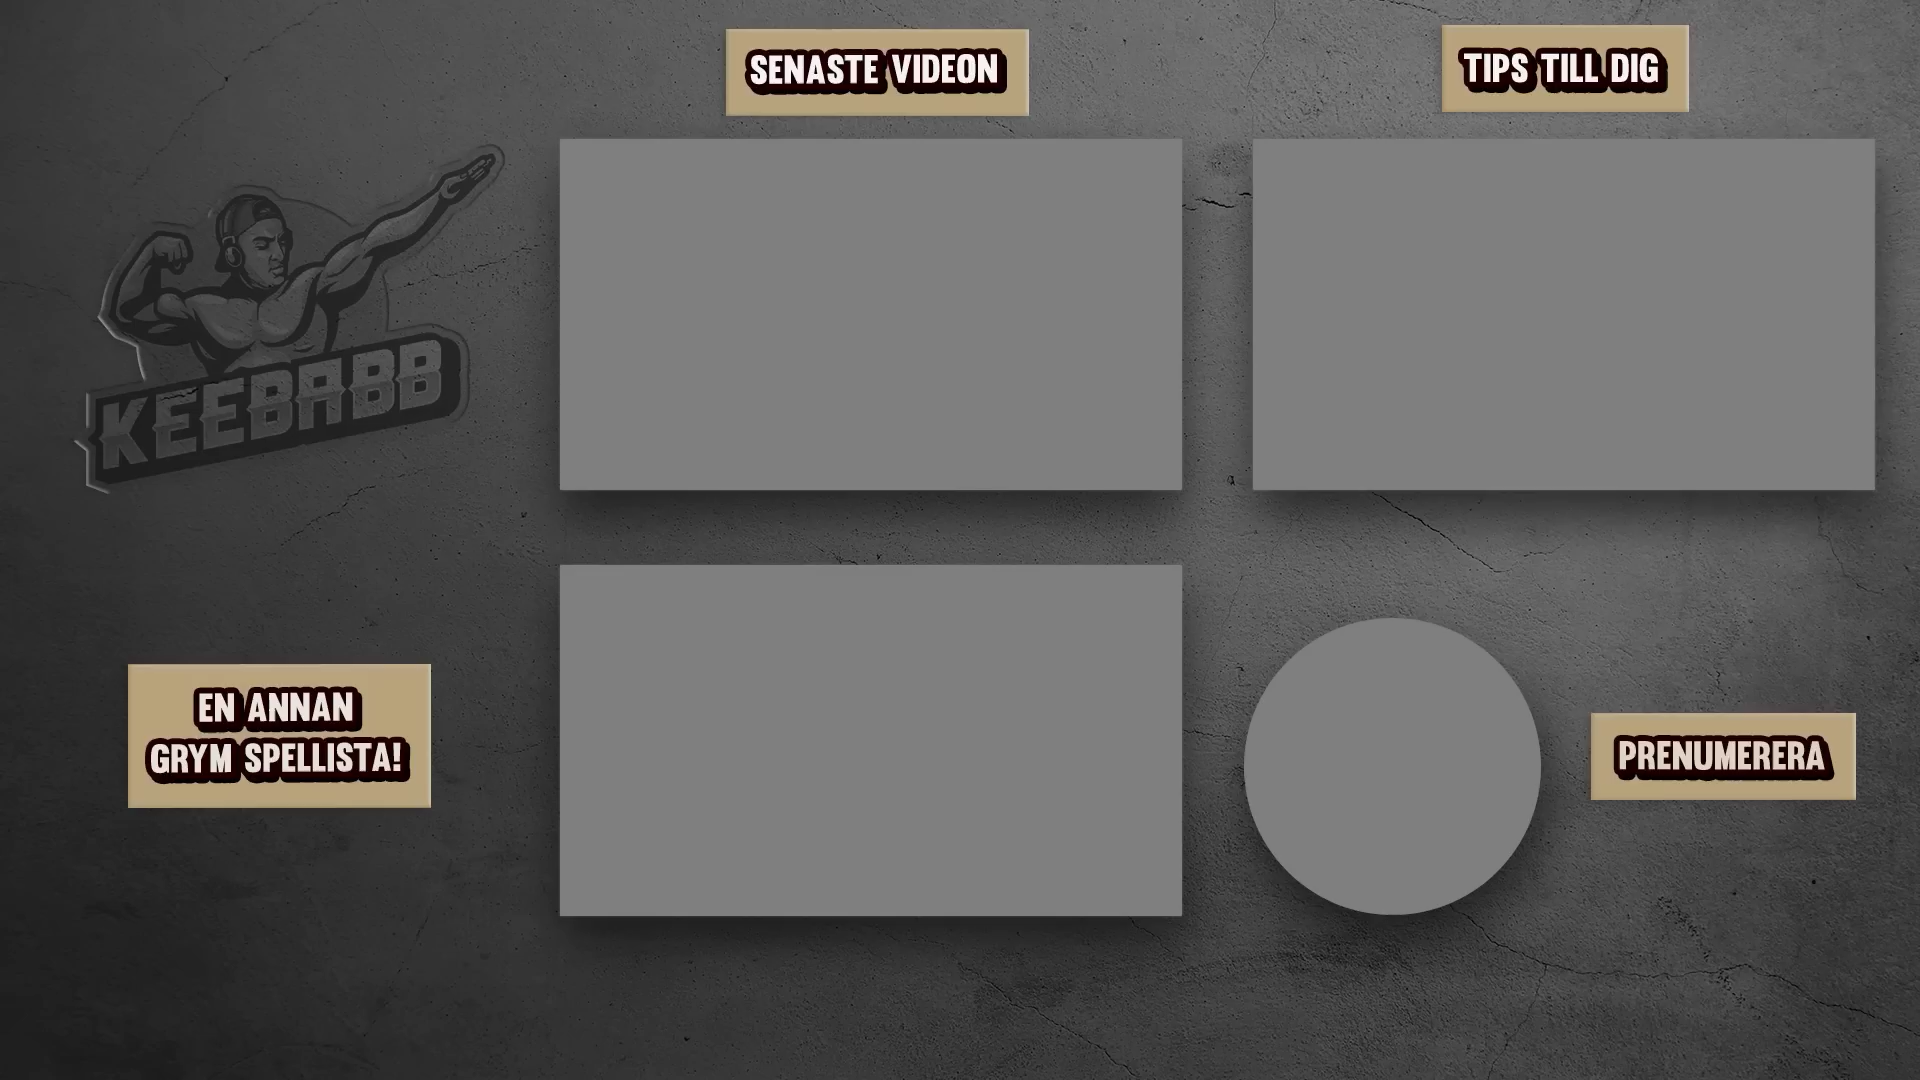 SENASTE VIDEON
TIPS TILL DIG
KEEBABB
EN ANNAN
GRYM SPELLISTA!
PRENUMERERA